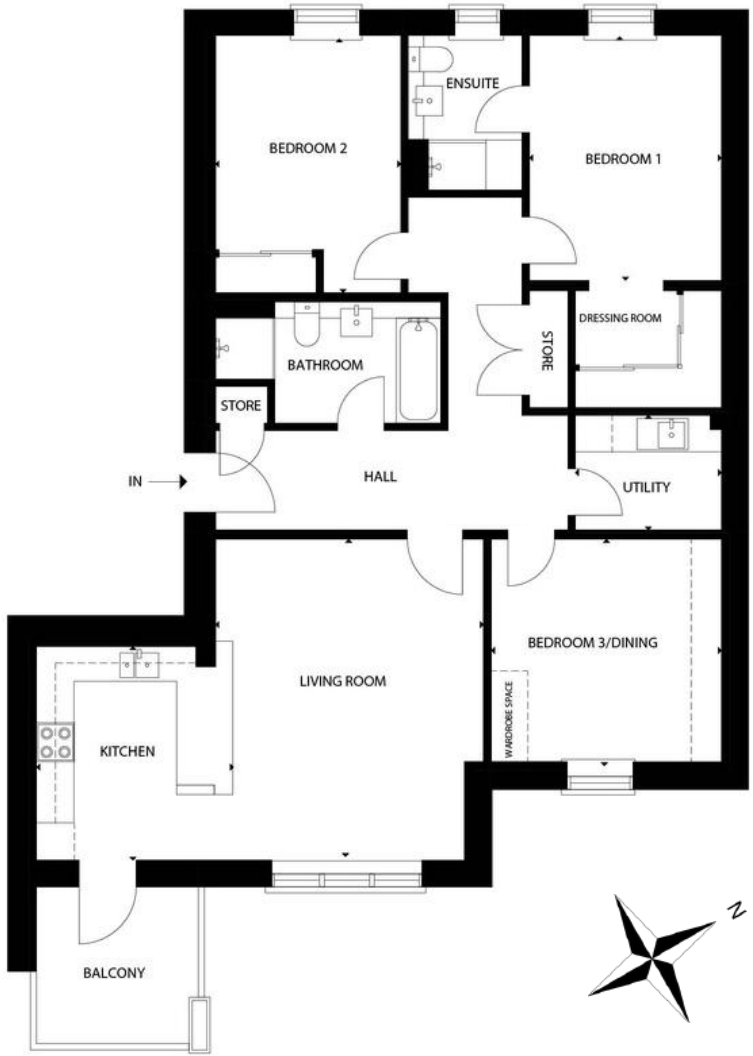 ENSUITE
BEDROOM 2
BEDROOM 1
DRESSING ROOM
STORE
BATHROOM
STORE
IN
HALL
UTILITY
BEDROOM 3/DINING
LIVING ROOM
WARDROBE SPACE
KITCHEN
N
BALCONY